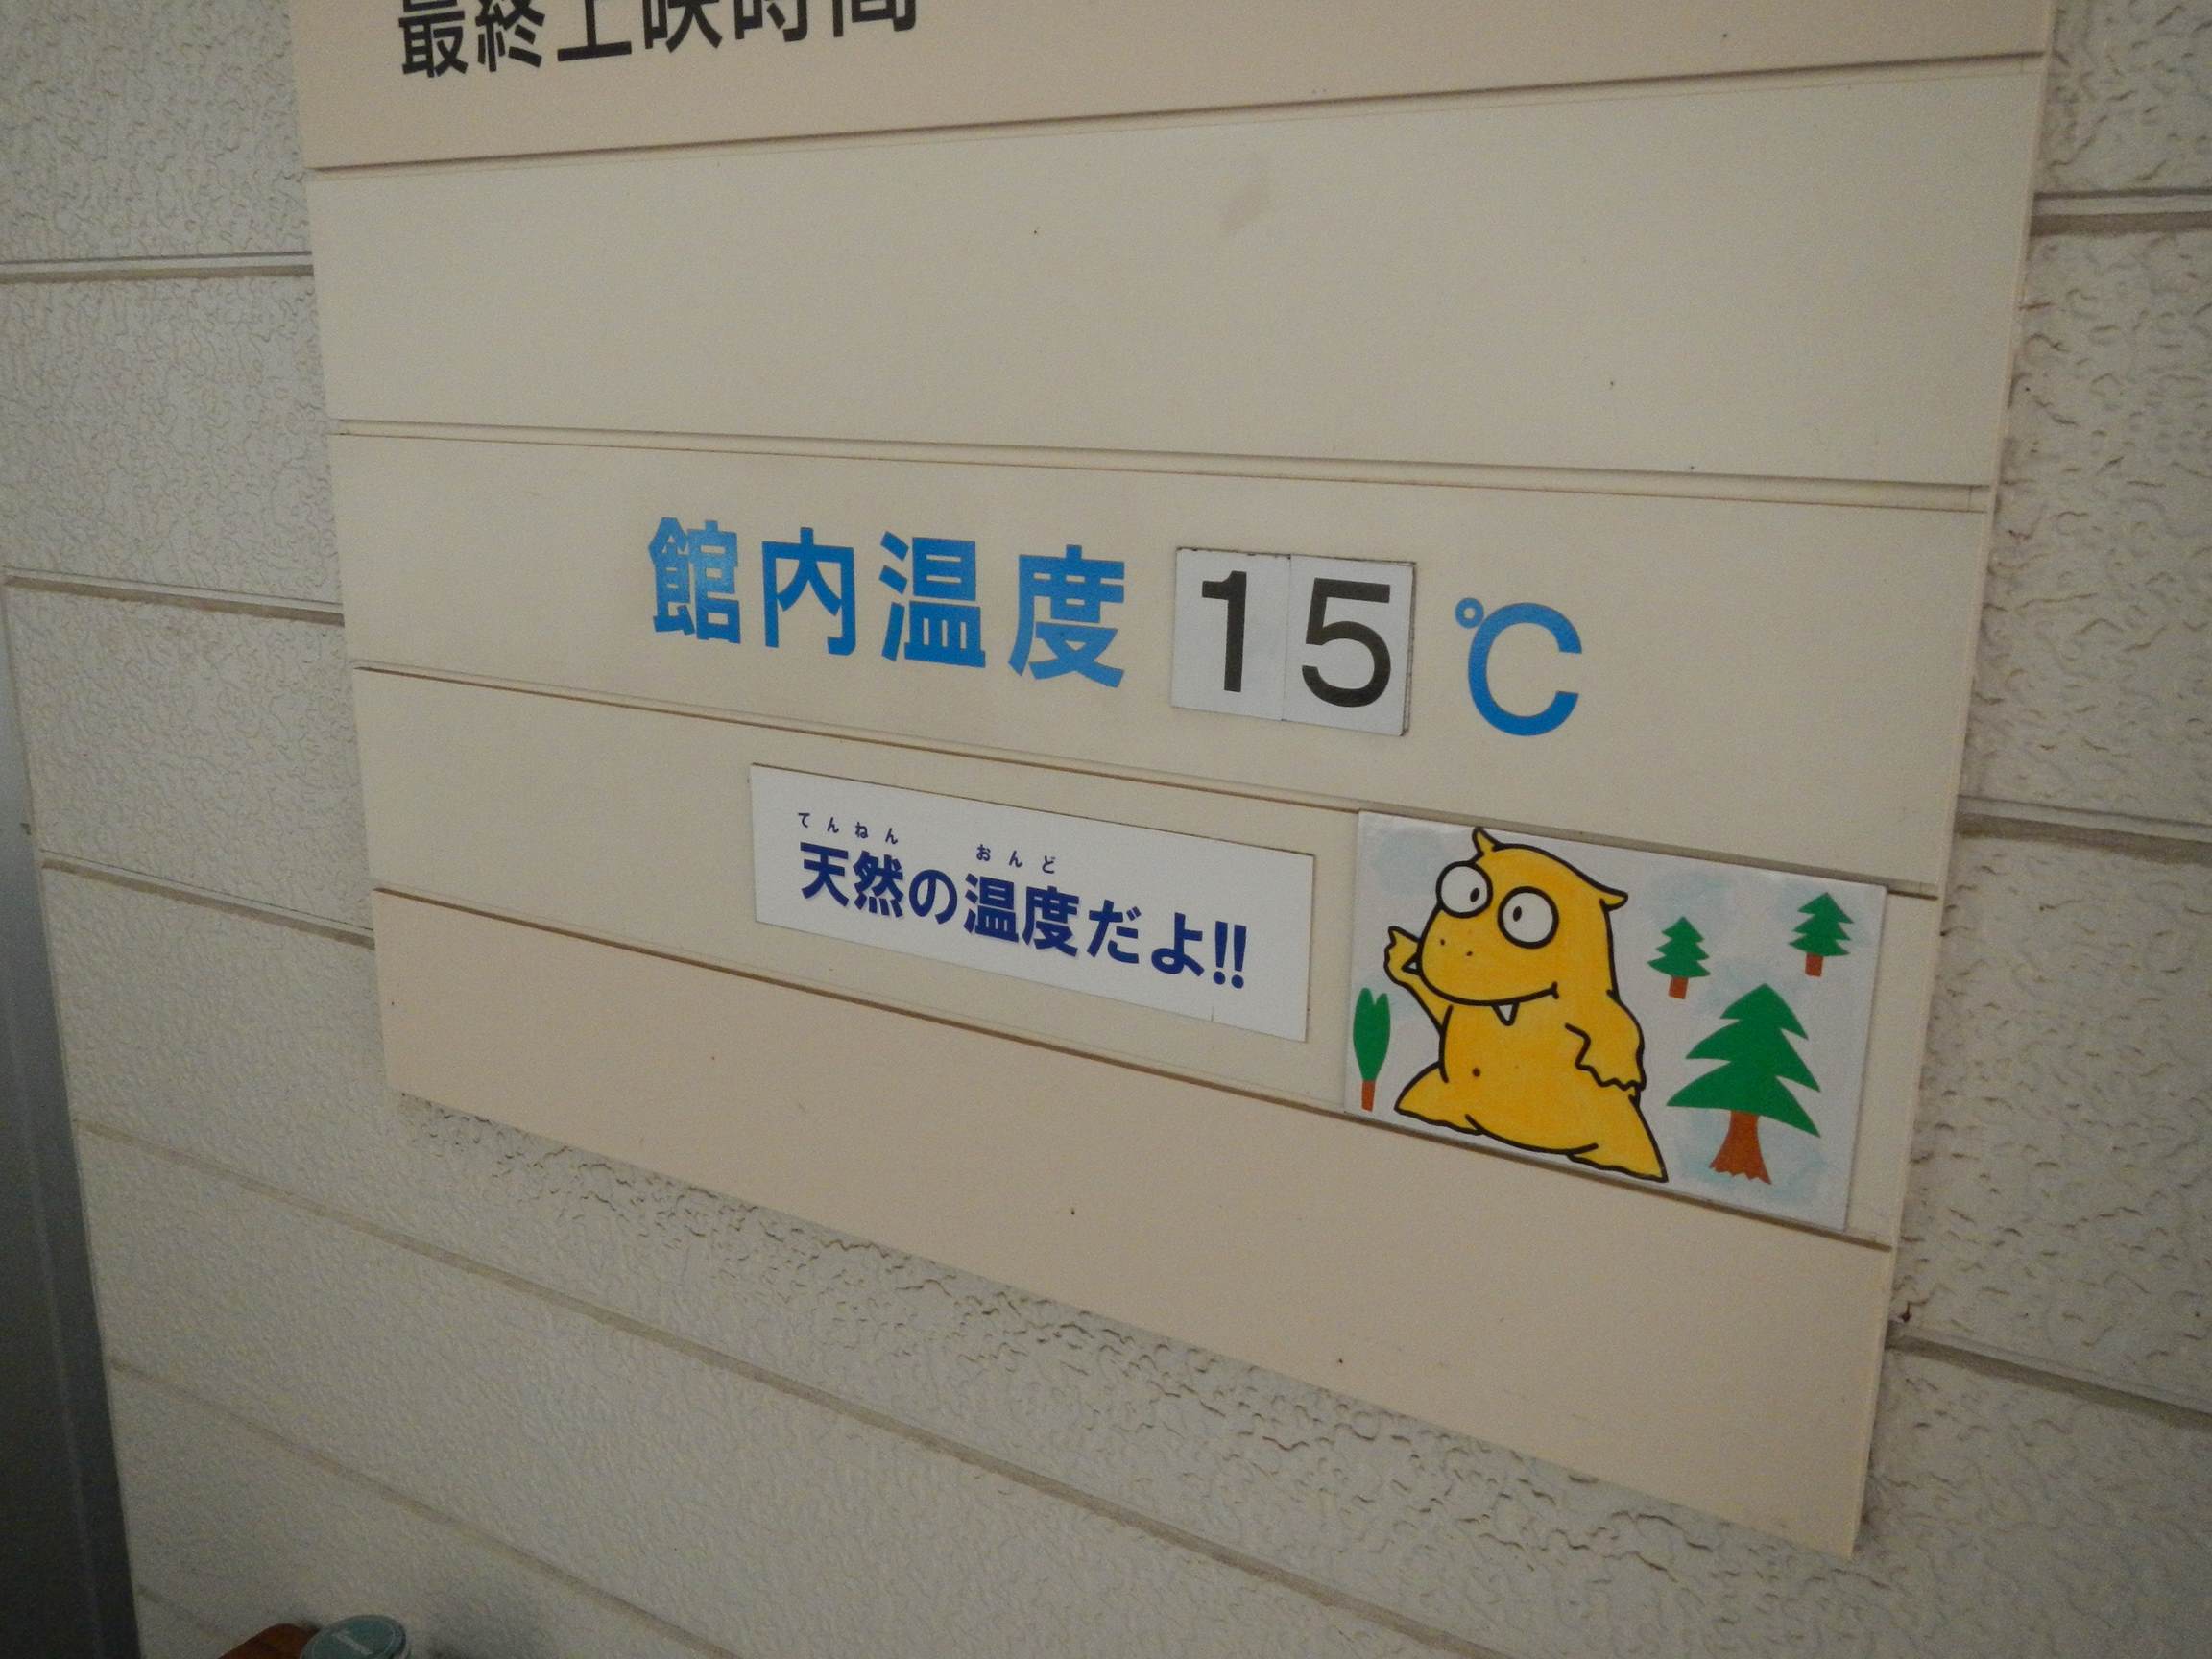 最終上映時間
館内温度 15 ℃
てんねん おんど
天然の温度だよ!!